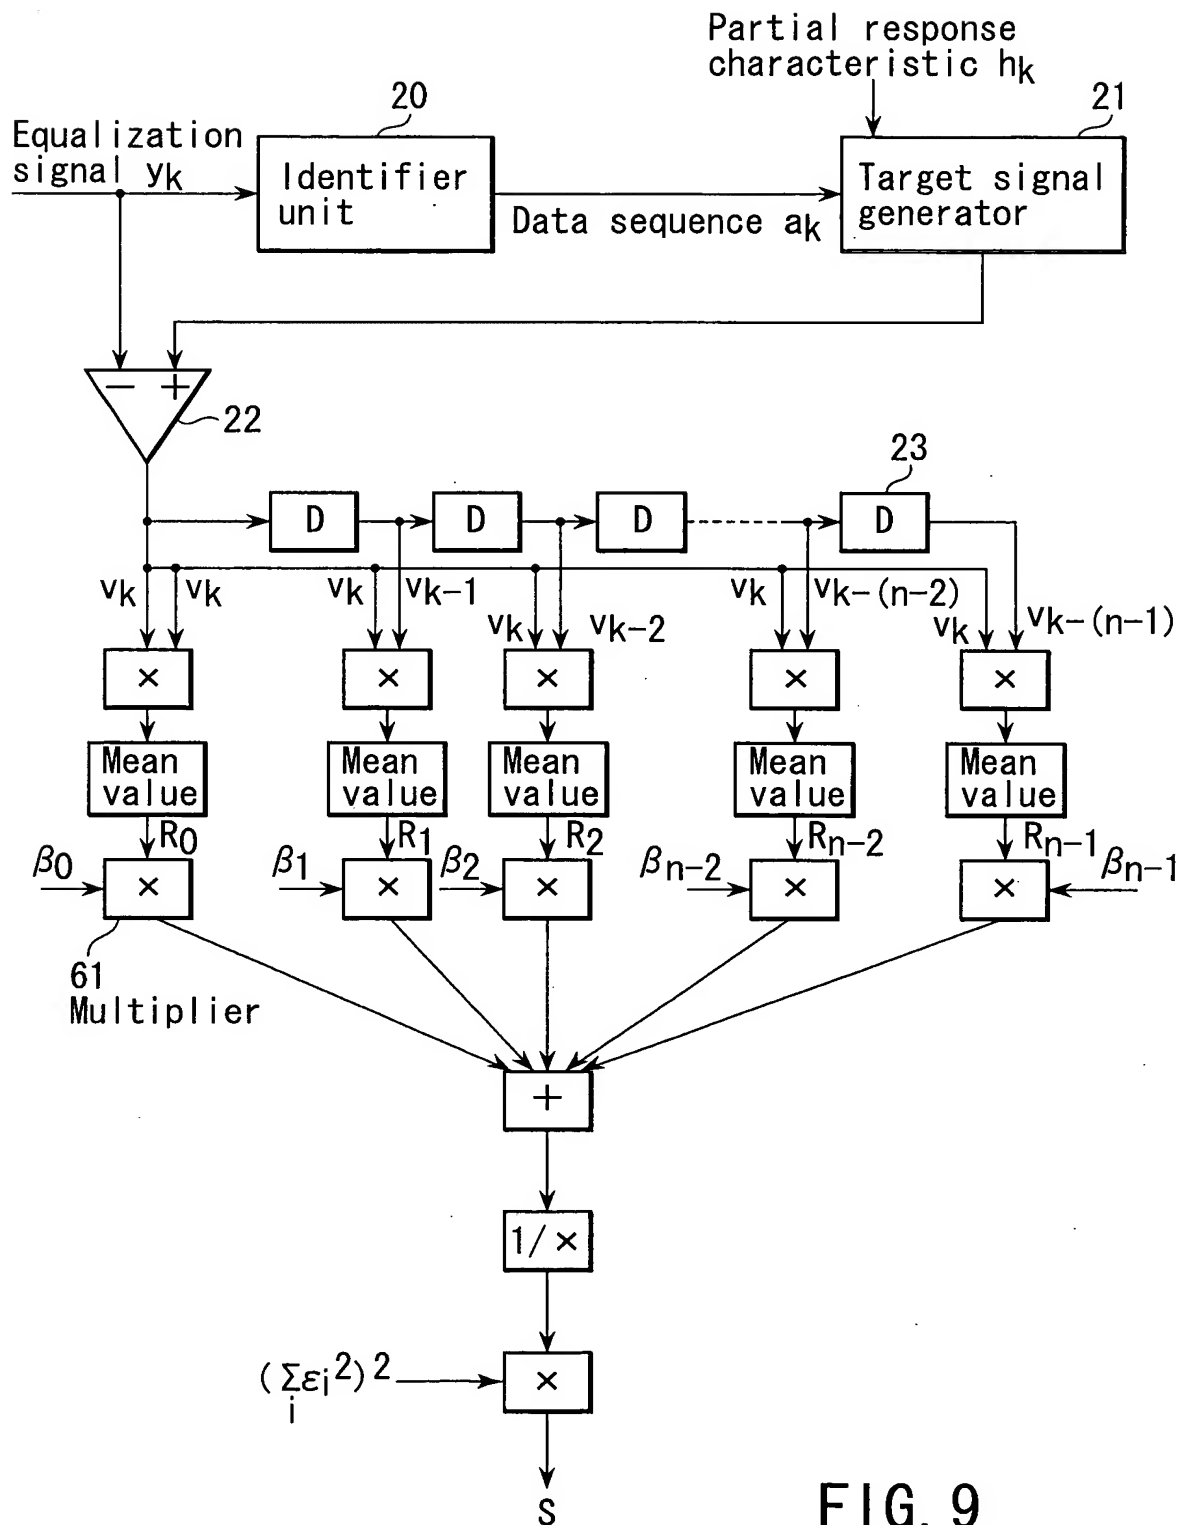 Partial response
characteristic hk
20
21
Equalization
signal yk
Identifier
unit
Data sequence ak
Target signal
generator
− +
22
23
D D D D
vk vk vk vk−1 vk vk−2 vk vk−(n−2) vk vk−(n−1)
× × × × ×
Mean
value
Mean
value
Mean
value
Mean
value
Mean
value
R0 R1 R2 Rn−2 Rn−1
β0 β1 β2 βn−2 βn−1
× × × × ×
61
Multiplier
+
1/×
(Σεi²)²
i
×
S
FIG. 9